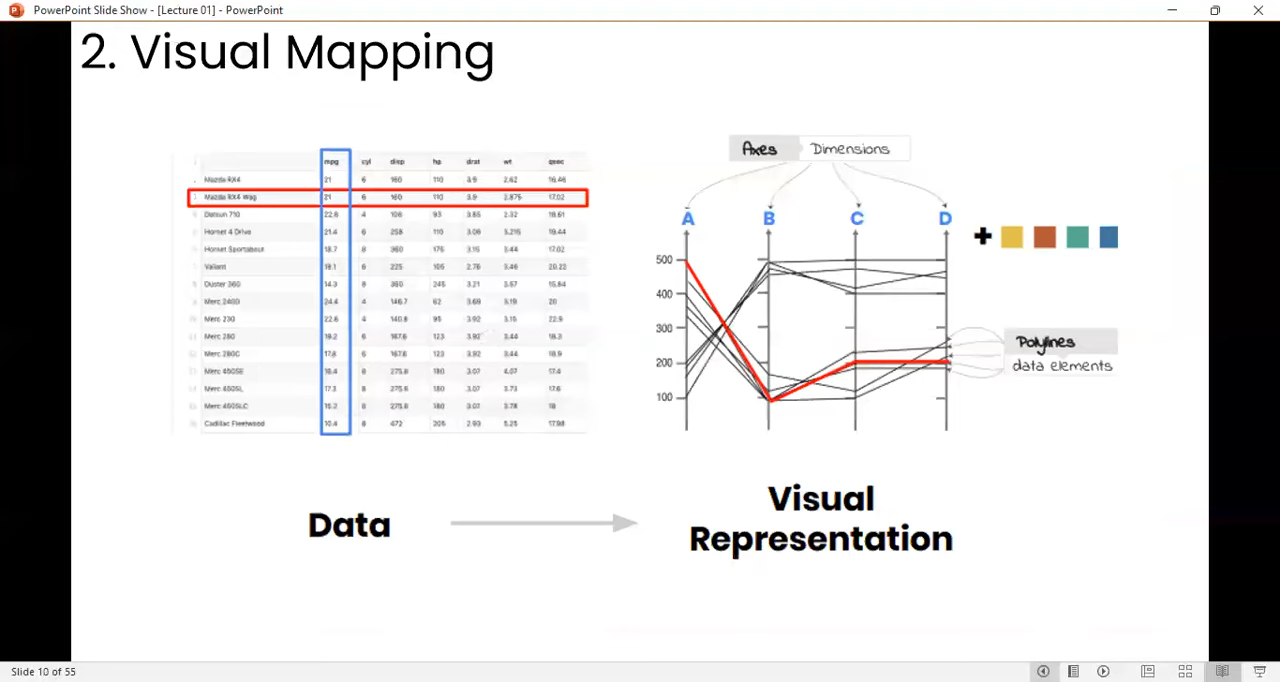 PowerPoint Slide Show - [Lecture 01] - PowerPoint
2. Visual Mapping
mpg cyl disp hp drat wt qsec
Mazda RX4 21 6 160 110 3.9 2.62 16.46
Mazda RX4 Wag 21 6 160 110 3.9 2.875 17.02
Datsun 710 22.8 4 108 93 3.85 2.32 18.61
Hornet 4 Drive 21.4 6 258 110 3.08 3.215 19.44
Hornet Sportabout 18.7 8 360 175 3.15 3.44 17.02
Valiant 18.1 6 225 105 2.76 3.46 20.22
Duster 360 14.3 8 360 245 3.21 3.57 15.84
Merc 240D 24.4 4 146.7 62 3.69 3.19 20
Merc 230 22.8 4 140.8 95 3.92 3.15 22.9
Merc 280 19.2 6 167.6 123 3.92 3.44 18.3
Merc 280C 17.8 6 167.6 123 3.92 3.44 18.9
Merc 450SE 16.4 8 275.8 180 3.07 4.07 17.4
Merc 450SL 17.3 8 275.8 180 3.07 3.73 17.6
Merc 450SLC 15.2 8 275.8 180 3.07 3.78 18
Cadillac Fleetwood 10.4 8 472 205 2.93 5.25 17.98
Axes Dimensions
A B C D
+
500
400
300
200
100
Polylines
data elements
Data
Visual
Representation
Slide 10 of 55